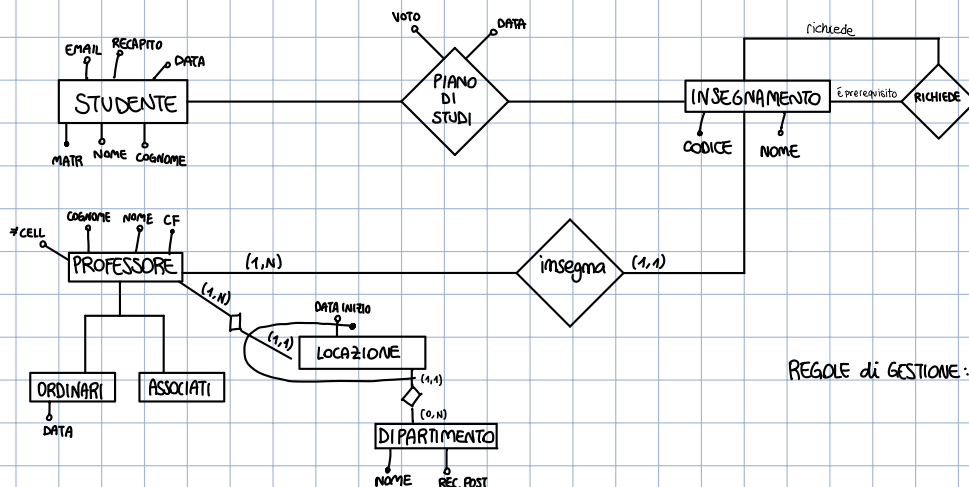 VOTO
DATA
richiede
EMAIL
RECAPITO
DATA
STUDENTE
PIANO
DI
STUDI
INSEGNAMENTO
È prerequisito
RICHIEDE
MATR
NOME
COGNOME
CODICE
NOME
#CELL
COGNOME
NOME
CF
PROFESSORE
(1,N)
insegna
(1,1)
(1,N)
DATA INIZIO
(1,1)
LOCAZIONE
REGOLE di GESTIONE:
ORDINARI
ASSOCIATI
(1,1)
(0,N)
DATA
DIPARTIMENTO
NOME
REC. POST